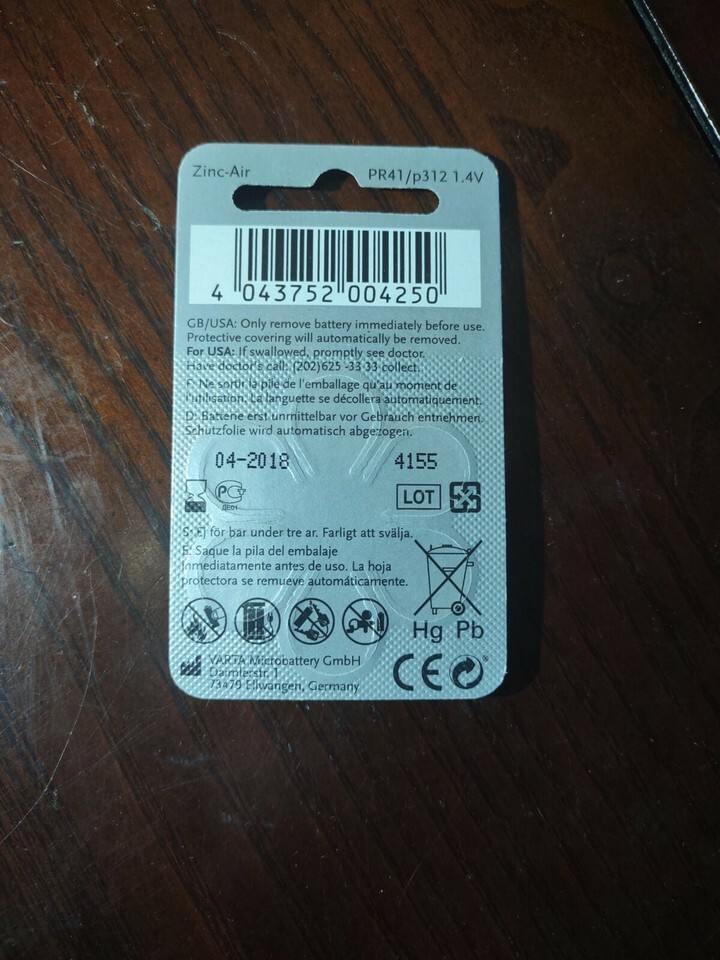 Zinc-Air PR41/p312 1.4V
4 043752 004250
GB/USA: Only remove battery immediately before use.
Protective covering will automatically be removed.
For USA: If swallowed, promptly see doctor.
Have doctor's call: (202)625 -33 33 collect.
F: Ne sortir la pile de l'emballage qu'au moment de
l'utilisation. La languette se décollera automatiquement.
D: Batterie erst unmittelbar vor Gebrauch entnehmen.
Schutzfolie wird automatisch abgezogen.
04-2018 4155
РСТ LOT
ДЕ01
S: Ej för bar under tre ar. Farligt att svälja.
E: Saque la pila del embalaje
inmediatamente antes de uso. La hoja
protectora se remueve automáticamente.
Hg Pb
VARTA Microbattery GmbH
Daimlerstr. 1
73479 Ellwangen, Germany
CE